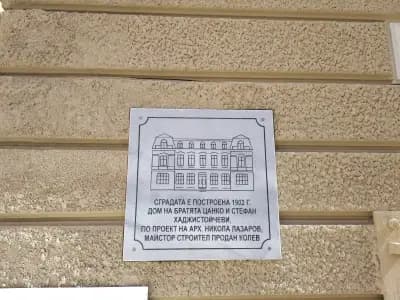 СГРАДАТА Е ПОСТРОЕНА 1902 Г.
ДОМ НА БРАТЯТА ЦАНКО И СТЕФАН
ХАДЖИСТОЙЧЕВИ.
ПО ПРОЕКТ НА АРХ. НИКОЛА ЛАЗАРОВ,
МАЙСТОР СТРОИТЕЛ ПРОДАН КОЛЕВ